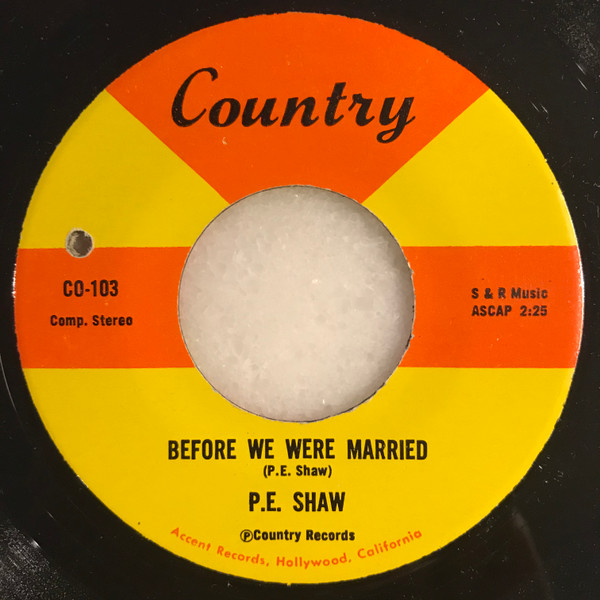 Country
CO-103
Comp. Stereo
S & R Music
ASCAP 2:25
BEFORE WE WERE MARRIED
(P.E. Shaw)
P.E. SHAW
ⓟCountry Records
Accent Records, Hollywood, California